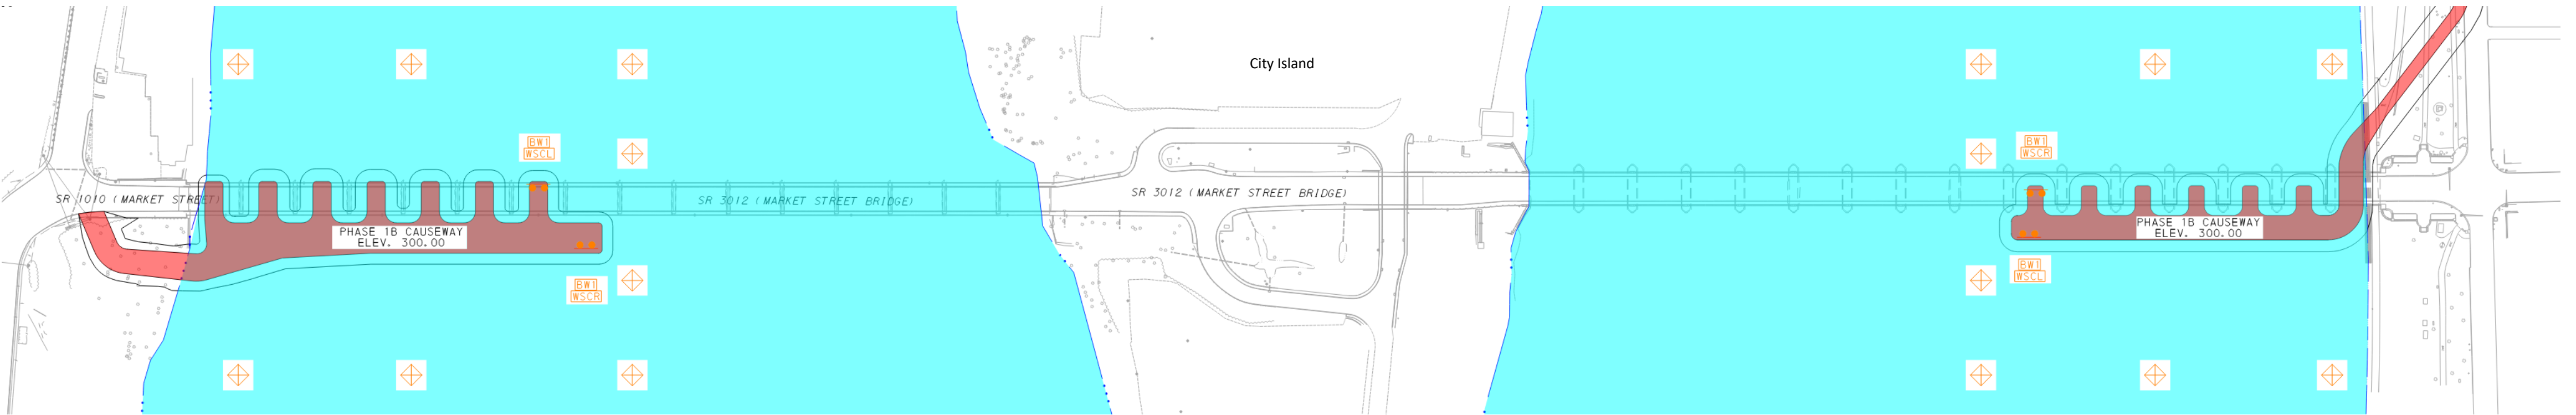 City Island
BW1
WSCL
BW1
WSCR
SR 1010 (MARKET STREET)
SR 3012 (MARKET STREET BRIDGE)
SR 3012 (MARKET STREET BRIDGE)
PHASE 1B CAUSEWAY
ELEV. 300.00
PHASE 1B CAUSEWAY
ELEV. 300.00
BW1
WSCR
BW1
WSCL